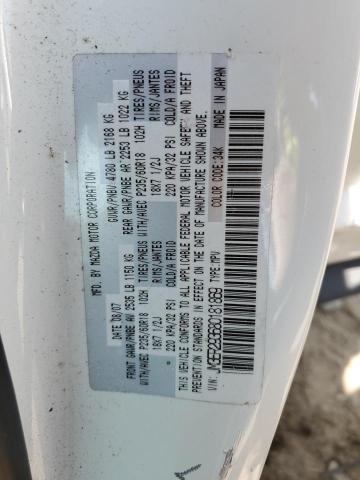 MFD BY MAZDA MOTOR CORPORATION
DATE 08/07 GVWR/PNBV 4780 LB 2168 KG
FRONT GAWR/PNBE AV 2535 LB 1150 KG REAR GAWR/PNBE AR 2253 LB 1022 KG
WITH/AVEC P235/60R18 102H TIRES/PNEUS WITH/AVEC P235/60R18 102H TIRES/PNEUS
18X7 1/2J RIMS/JANTES 18X7 1/2J RIMS/JANTES
@ 220 KPA/32 PSI COLD/A FROID @ 220 KPA/32 PSI COLD/A FROID
THIS VEHICLE CONFORMS TO ALL APPLICABLE FEDERAL MOTOR VEHICLE SAFETY AND THEFT
PREVENTION STANDARDS IN EFFECT ON THE DATE OF MANUFACTURE SHOWN ABOVE.
COLOR CODE:34K MADE IN JAPAN
TYPE:MPV